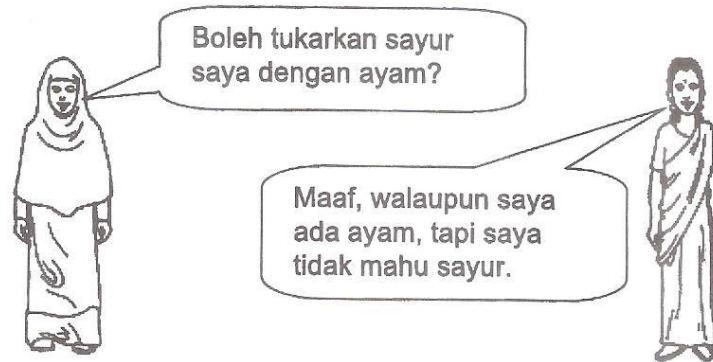 Boleh tukarkan sayur
saya dengan ayam?
Maaf, walaupun saya
ada ayam, tapi saya
tidak mahu sayur.